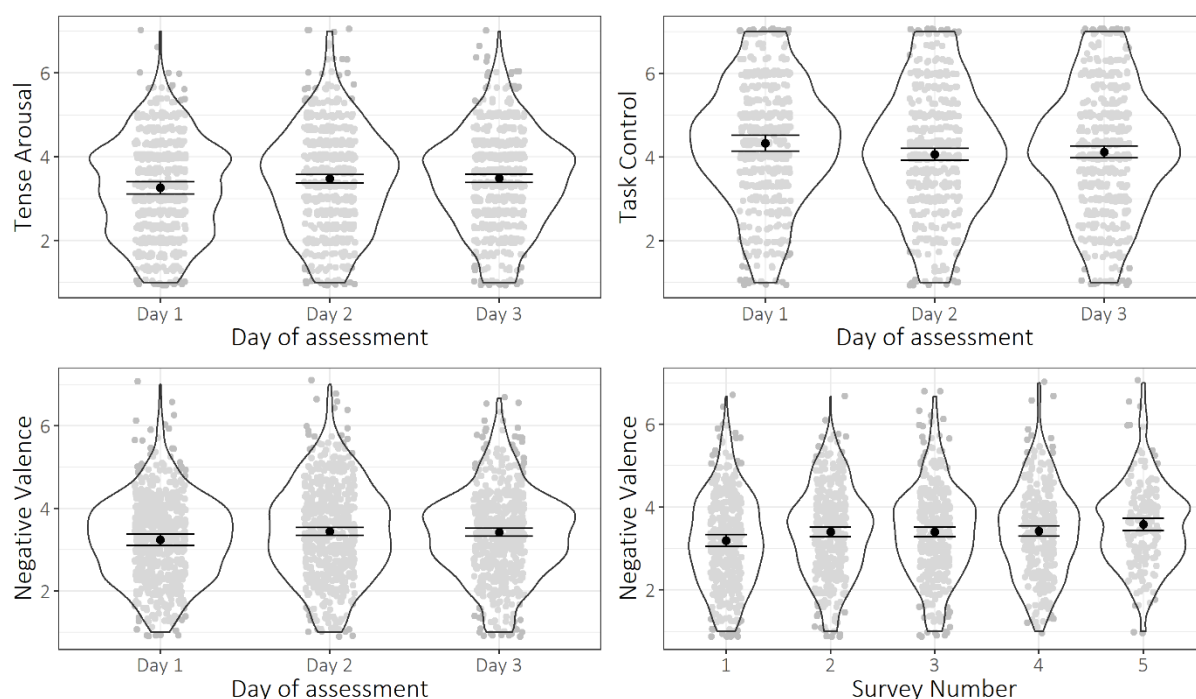 Tense Arousal
6
4
2
Day 1 Day 2 Day 3
Day of assessment
Task Control
6
4
2
Day 1 Day 2 Day 3
Day of assessment
Negative Valence
6
4
2
Day 1 Day 2 Day 3
Day of assessment
Negative Valence
6
4
2
1 2 3 4 5
Survey Number